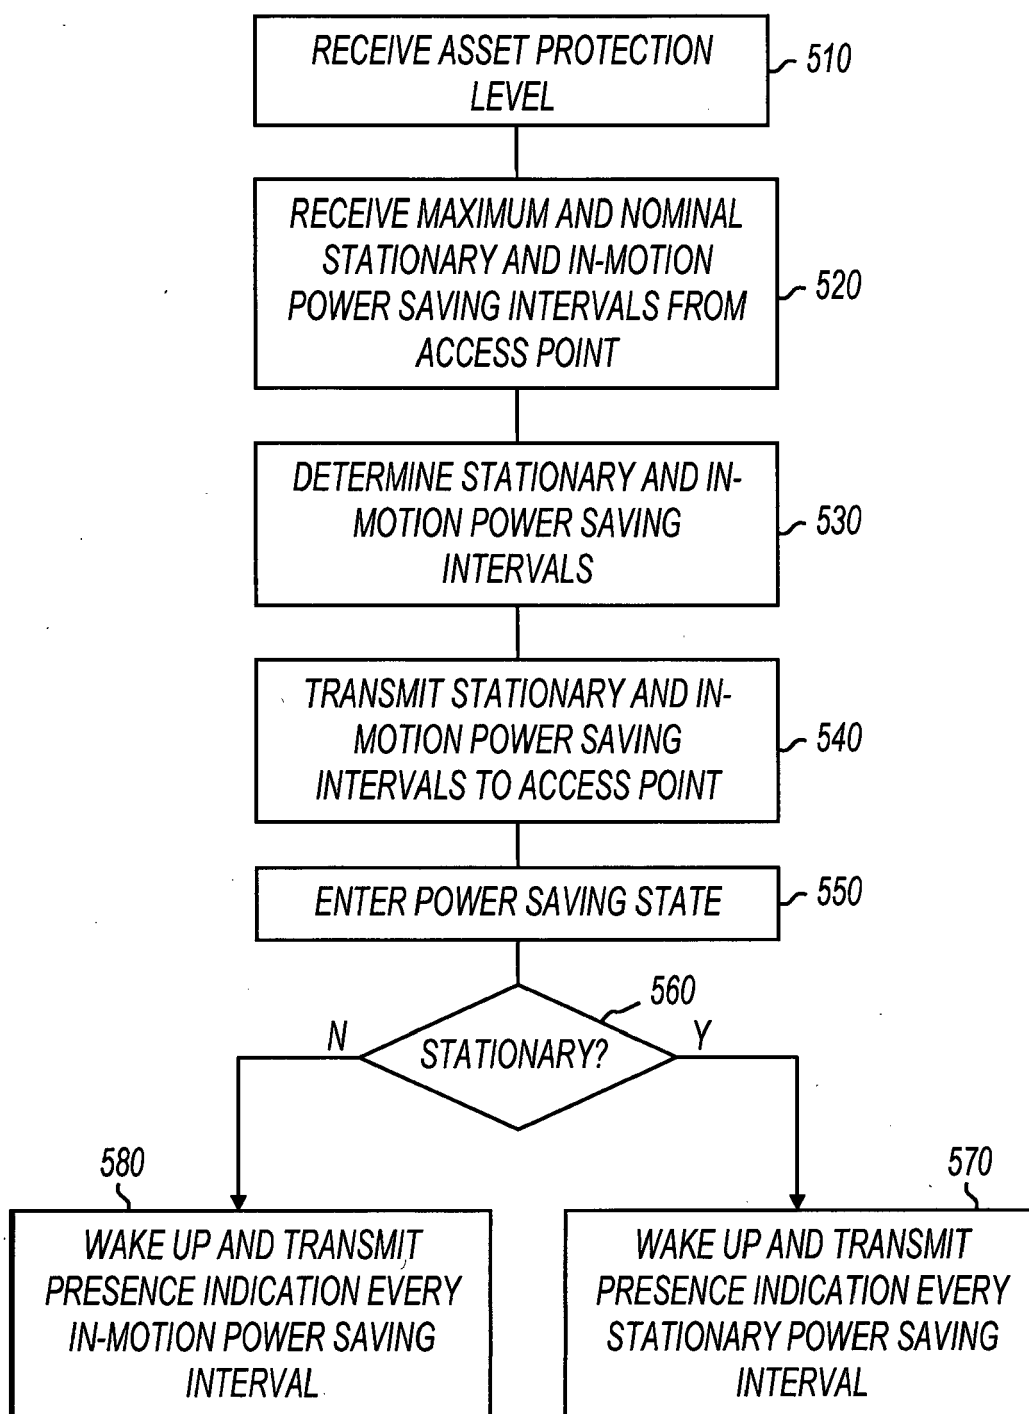 RECEIVE ASSET PROTECTION
LEVEL
510
RECEIVE MAXIMUM AND NOMINAL
STATIONARY AND IN-MOTION
POWER SAVING INTERVALS FROM
ACCESS POINT
520
DETERMINE STATIONARY AND IN-
MOTION POWER SAVING
INTERVALS
530
TRANSMIT STATIONARY AND IN-
MOTION POWER SAVING
INTERVALS TO ACCESS POINT
540
ENTER POWER SAVING STATE
550
560
STATIONARY?
N
Y
580
WAKE UP AND TRANSMIT
PRESENCE INDICATION EVERY
IN-MOTION POWER SAVING
INTERVAL
570
WAKE UP AND TRANSMIT
PRESENCE INDICATION EVERY
STATIONARY POWER SAVING
INTERVAL